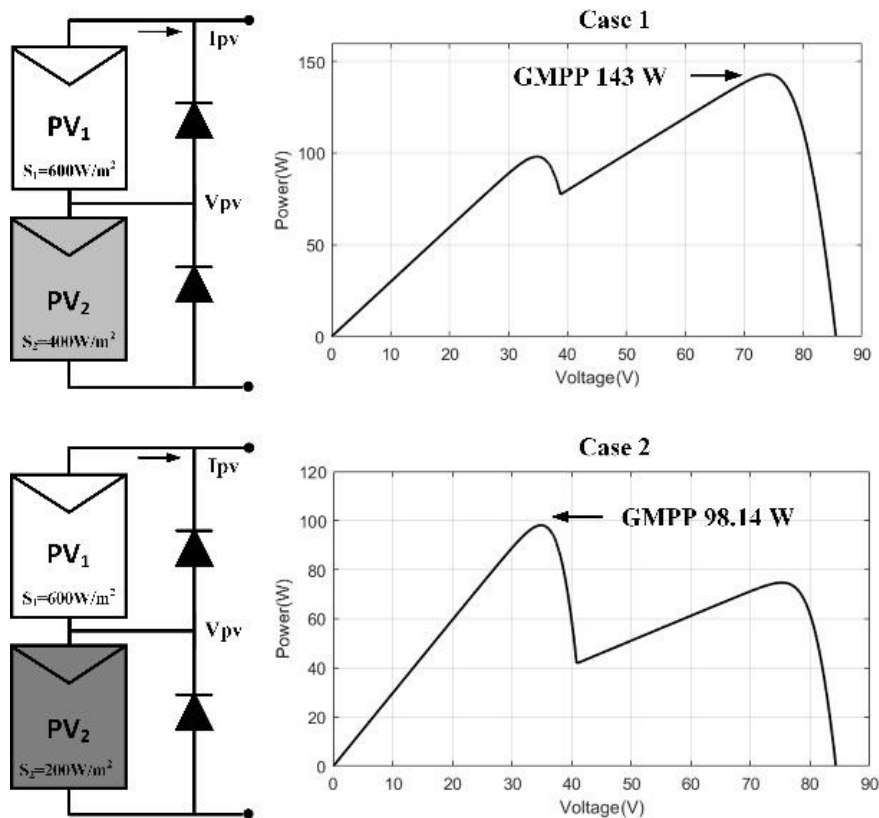 Ipv
PV₁
S₁=600W/m²
Vpv
PV₂
S₂=400W/m²
Case 1
GMPP 143 W
Power(W)
150
100
50
0
0 10 20 30 40 50 60 70 80 90
Voltage(V)
Ipv
PV₁
S₁=600W/m²
Vpv
PV₂
S₂=200W/m²
Case 2
GMPP 98.14 W
Power(W)
120
100
80
60
40
20
0
0 10 20 30 40 50 60 70 80 90
Voltage(V)